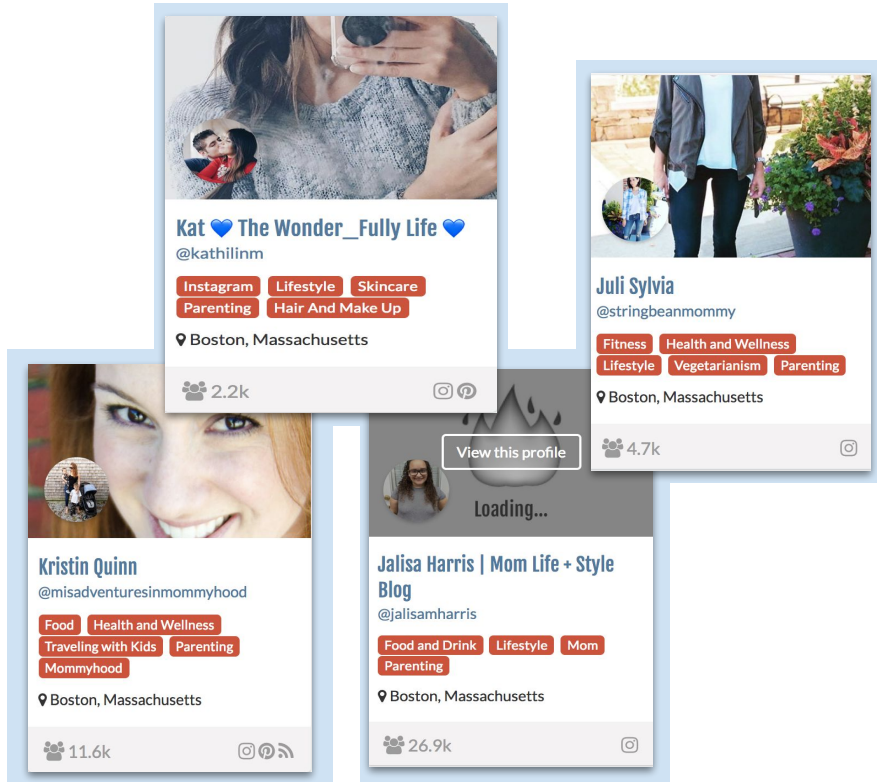 Kat 💙 The Wonder_Fully Life 💙
@kathilinm
Instagram Lifestyle Skincare
Parenting Hair And Make Up
Boston, Massachusetts
2.2k
Juli Sylvia
@stringbeanmommy
Fitness Health and Wellness
Lifestyle Vegetarianism Parenting
Boston, Massachusetts
4.7k
Kristin Quinn
@misadventuresinmommyhood
Food Health and Wellness
Traveling with Kids Parenting
Mommyhood
Boston, Massachusetts
11.6k
View this profile
Loading...
Jalisa Harris | Mom Life + Style
Blog
@jalisamharris
Food and Drink Lifestyle Mom
Parenting
Boston, Massachusetts
26.9k